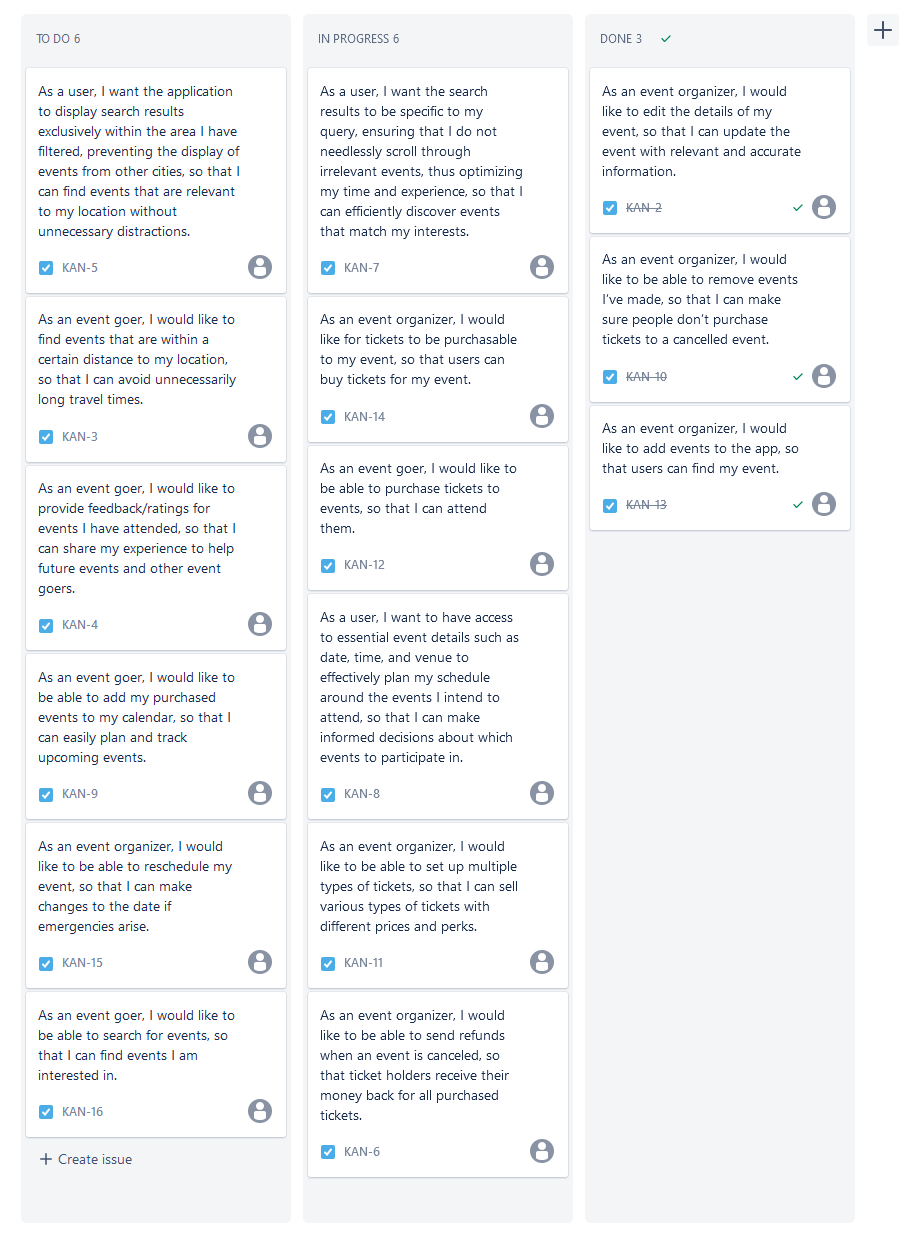 TO DO 6
As a user, I want the application
to display search results
exclusively within the area I have
filtered, preventing the display of
events from other cities, so that I
can find events that are relevant
to my location without
unnecessary distractions.
KAN-5
As an event goer, I would like to
find events that are within a
certain distance to my location,
so that I can avoid unnecessarily
long travel times.
KAN-3
As an event goer, I would like to
provide feedback/ratings for
events I have attended, so that I
can share my experience to help
future events and other event
goers.
KAN-4
As an event goer, I would like to
be able to add my purchased
events to my calendar, so that I
can easily plan and track
upcoming events.
KAN-9
As an event organizer, I would
like to be able to reschedule my
event, so that I can make
changes to the date if
emergencies arise.
KAN-15
As an event goer, I would like to
be able to search for events, so
that I can find events I am
interested in.
KAN-16
Create issue
IN PROGRESS 6
As a user, I want the search
results to be specific to my
query, ensuring that I do not
needlessly scroll through
irrelevant events, thus optimizing
my time and experience, so that I
can efficiently discover events
that match my interests.
KAN-7
As an event organizer, I would
like for tickets to be purchasable
to my event, so that users can
buy tickets for my event.
KAN-14
As an event goer, I would like to
be able to purchase tickets to
events, so that I can attend
them.
KAN-12
As a user, I want to have access
to essential event details such as
date, time, and venue to
effectively plan my schedule
around the events I intend to
attend, so that I can make
informed decisions about which
events to participate in.
KAN-8
As an event organizer, I would
like to be able to set up multiple
types of tickets, so that I can sell
various types of tickets with
different prices and perks.
KAN-11
As an event organizer, I would
like to be able to send refunds
when an event is canceled, so
that ticket holders receive their
money back for all purchased
tickets.
KAN-6
DONE 3
As an event organizer, I would
like to edit the details of my
event, so that I can update the
event with relevant and accurate
information.
KAN-2
As an event organizer, I would
like to be able to remove events
I've made, so that I can make
sure people don't purchase
tickets to a cancelled event.
KAN-10
As an event organizer, I would
like to add events to the app, so
that users can find my event.
KAN-13